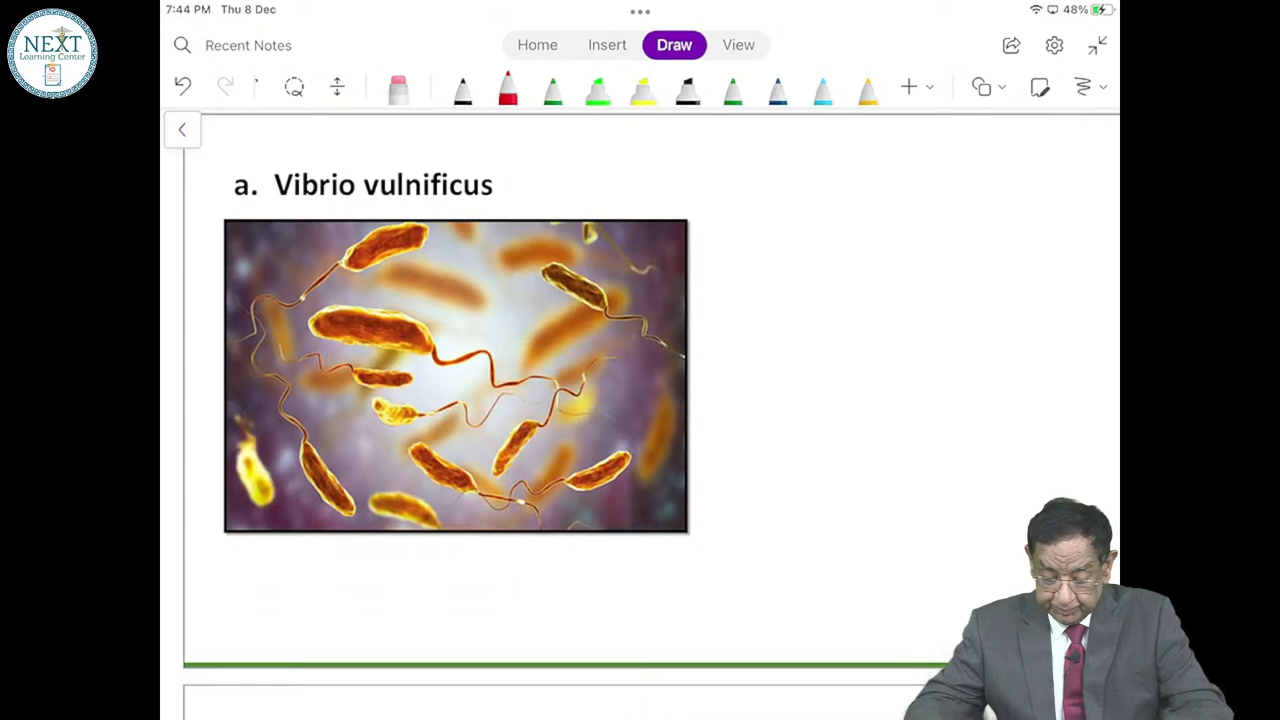 7:44 PM Thu 8 Dec
48%
NEXT
Learning Center
Recent Notes
Home
Insert
Draw
View
a. Vibrio vulnificus